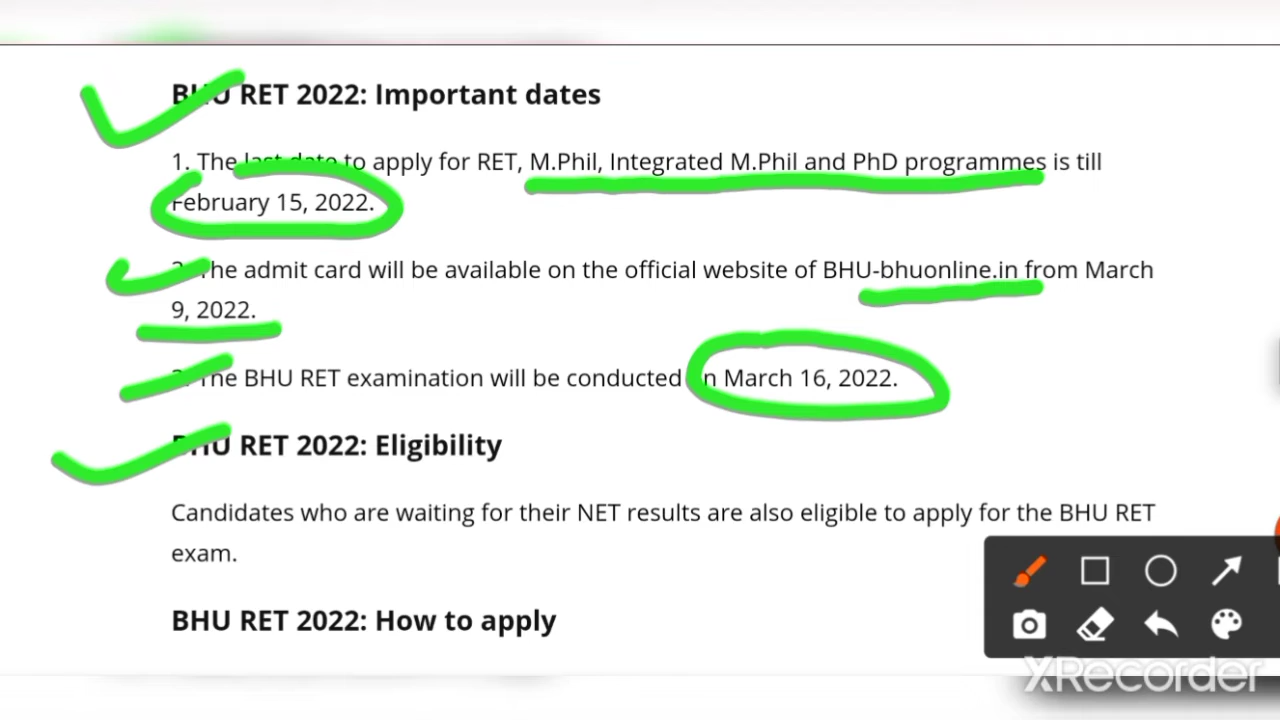 BHU RET 2022: Important dates
1. The last date to apply for RET, M.Phil, Integrated M.Phil and PhD programmes is till
February 15, 2022.
2. The admit card will be available on the official website of BHU-bhuonline.in from March
9, 2022.
The BHU RET examination will be conducted on March 16, 2022.
BHU RET 2022: Eligibility
Candidates who are waiting for their NET results are also eligible to apply for the BHU RET
exam.
BHU RET 2022: How to apply
XRecorder